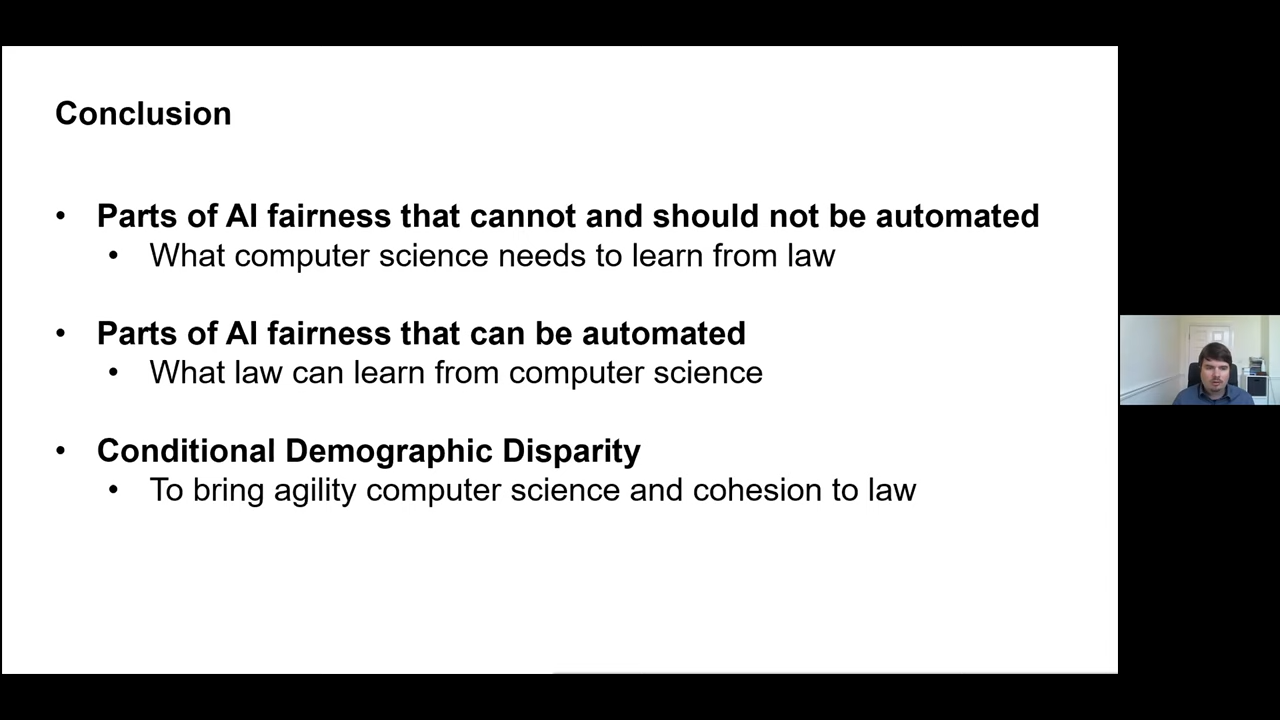 Conclusion
• Parts of AI fairness that cannot and should not be automated
• What computer science needs to learn from law
• Parts of AI fairness that can be automated
• What law can learn from computer science
• Conditional Demographic Disparity
• To bring agility computer science and cohesion to law